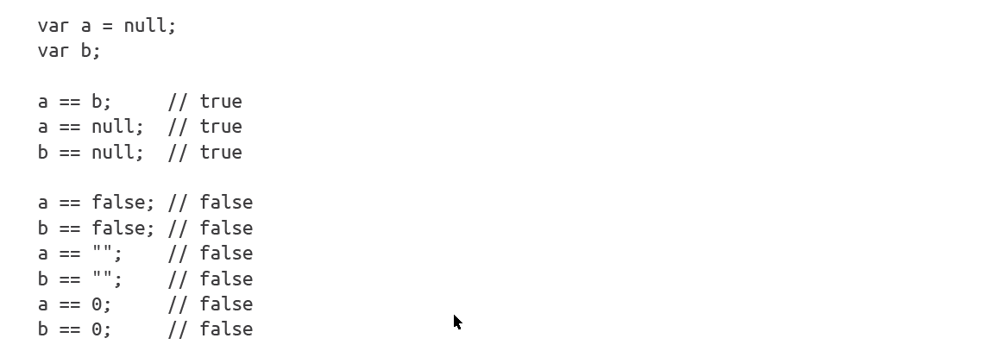 var a = null;
var b;
a == b;     // true
a == null;  // true
b == null;  // true
a == false; // false
b == false; // false
a == "";    // false
b == "";    // false
a == 0;     // false
b == 0;     // false